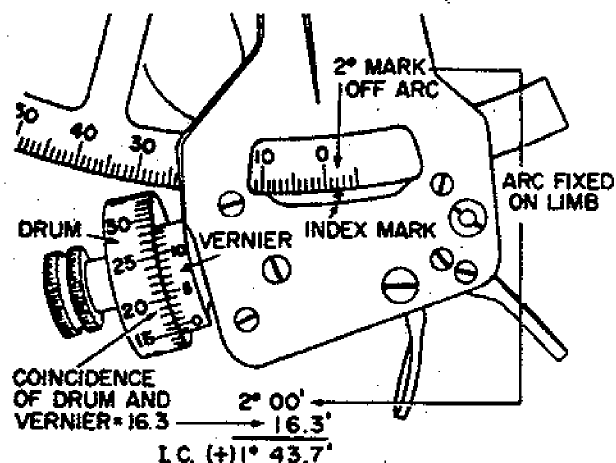 2° MARK
OFF ARC
50
40
30
10
0
ARC FIXED
ON LIMB
DRUM
VERNIER
INDEX MARK
30
25
20
15
10
5
0
COINCIDENCE
OF DRUM AND
VERNIER=16.3
2° 00'
16.3'
I.C. (+)1° 43.7'